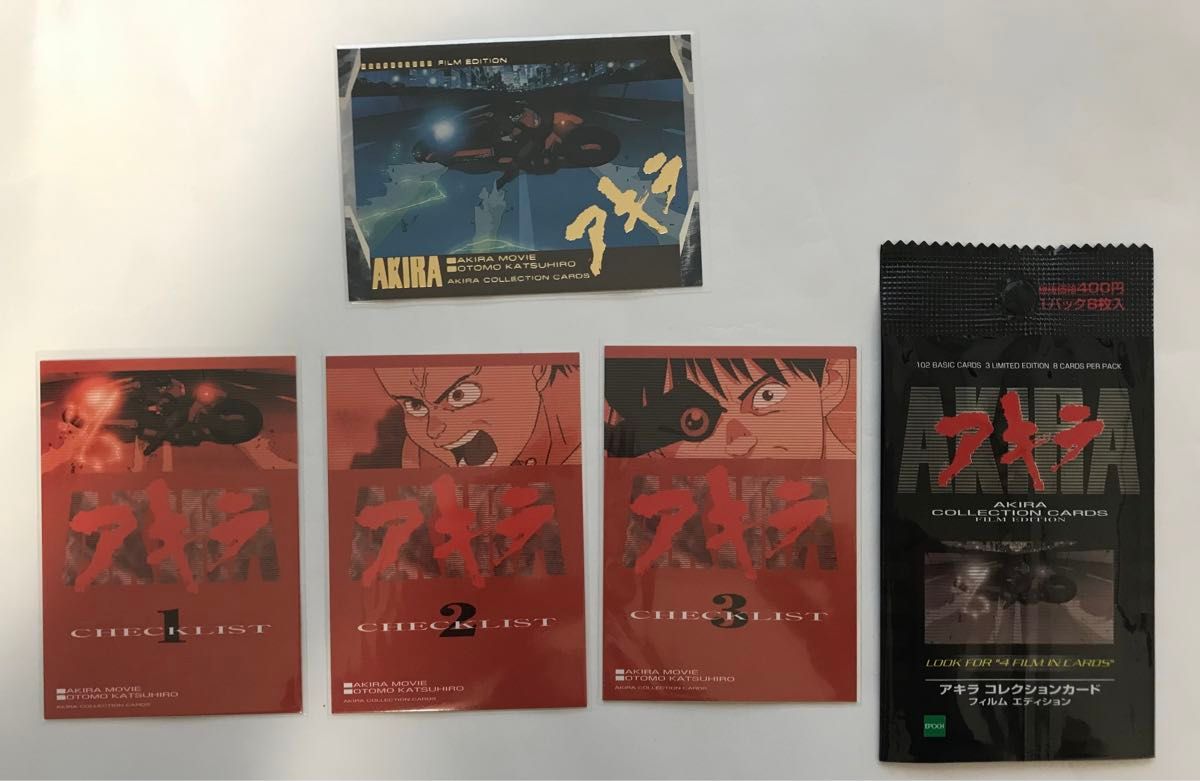 FILM EDITION
アキラ
AKIRA
AKIRA MOVIE
OTOMO KATSUHIRO
AKIRA COLLECTION CARDS
AKIRA
アキラ
1
CHECKLIST
AKIRA MOVIE
OTOMO KATSUHIRO
AKIRA COLLECTION CARDS
AKIRA
アキラ
2
CHECKLIST
AKIRA MOVIE
OTOMO KATSUHIRO
AKIRA COLLECTION CARDS
AKIRA
アキラ
3
CHECKLIST
AKIRA MOVIE
OTOMO KATSUHIRO
AKIRA COLLECTION CARDS
400円
1パック8枚入
102 BASIC CARDS 3 LIMITED EDITION 8 CARDS PER PACK
AKIRA
アキラ
AKIRA
COLLECTION CARDS
FILM EDITION
LOOK FOR "4 FILM IN CARDS"
アキラ コレクションカード
フィルム エディション
EPOCH